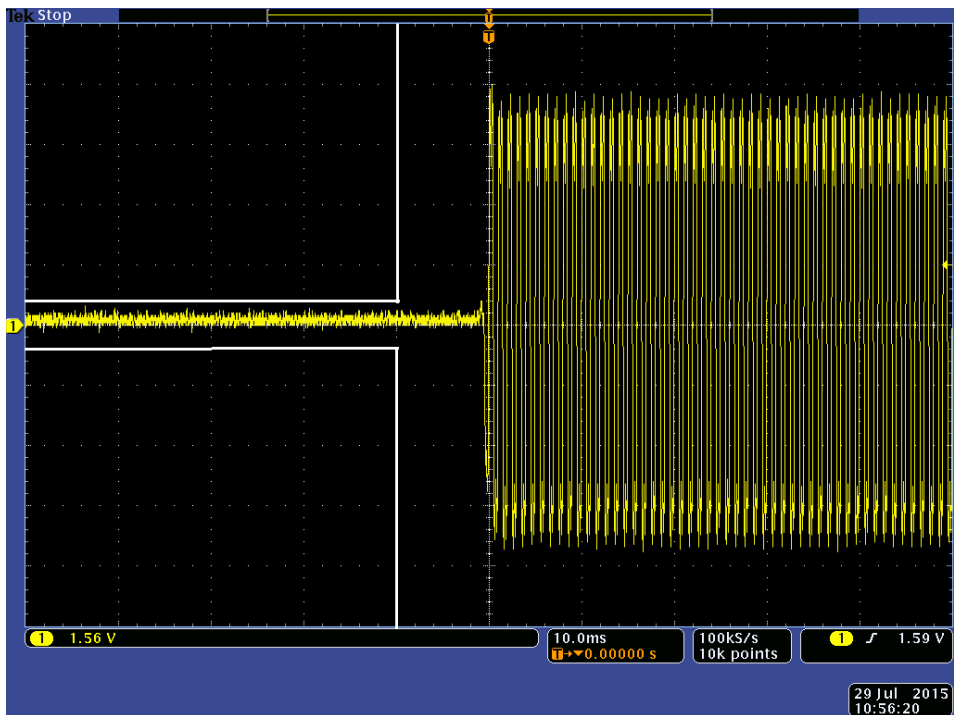 Tek Stop
T
T
1
1 1.56 V
10.0ms
T→▼0.00000 s
100kS/s
10k points
1 ƒ 1.59 V
29 Jul 2015
10:56:20